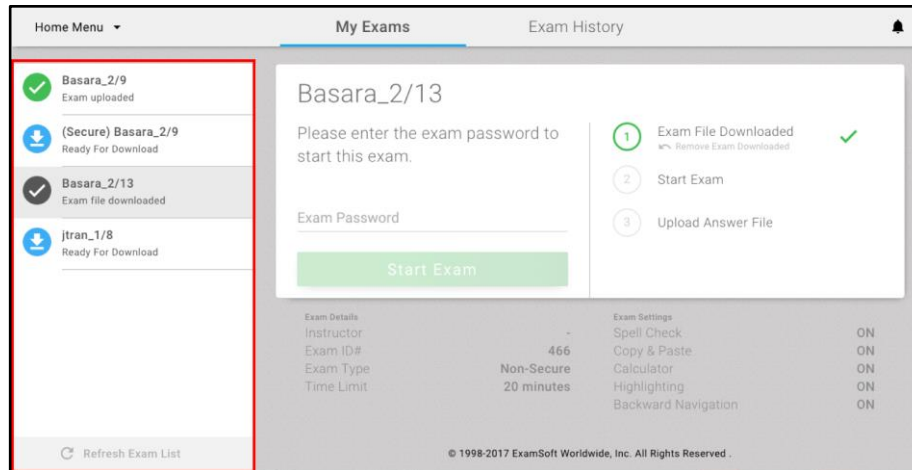 Home Menu
My Exams
Exam History
Basara_2/9
Exam uploaded
(Secure) Basara_2/9
Ready For Download
Basara_2/13
Exam file downloaded
jtran_1/8
Ready For Download
Refresh Exam List
Basara_2/13
Please enter the exam password to
start this exam.
Exam Password
Start Exam
1 Exam File Downloaded
Remove Exam Downloaded
2 Start Exam
3 Upload Answer File
Exam Details
Instructor -
Exam ID# 466
Exam Type Non-Secure
Time Limit 20 minutes
Exam Settings
Spell Check ON
Copy & Paste ON
Calculator ON
Highlighting ON
Backward Navigation ON
© 1998-2017 ExamSoft Worldwide, Inc. All Rights Reserved .